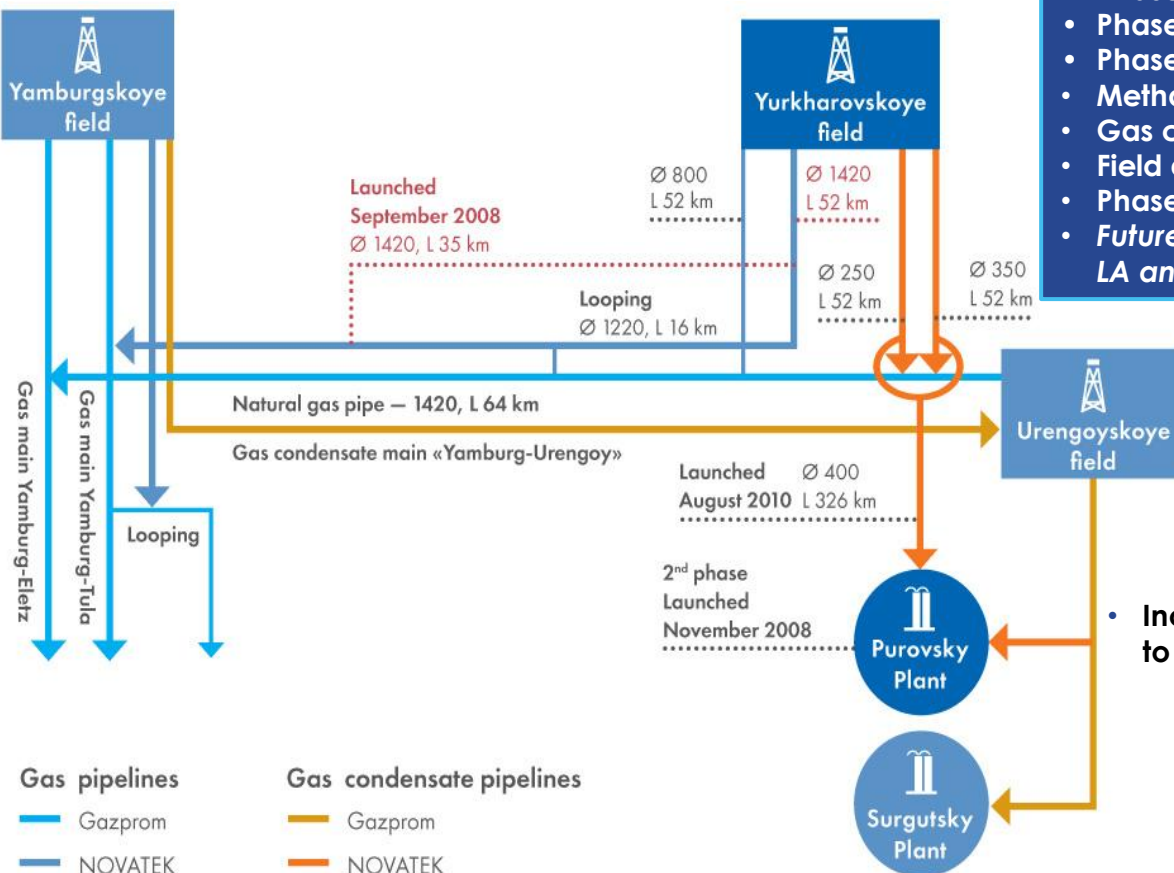 Yamburgskoye
field
Yurkharovskoye
field
• Phase
• Phase
• Metho
• Gas c
• Field
• Phase
• Future
LA an
Launched
September 2008
Ø 1420, L 35 km
Ø 800
L 52 km
Ø 1420
L 52 km
Ø 250
L 52 km
Ø 350
L 52 km
Looping
Ø 1220, L 16 km
Natural gas pipe — 1420, L 64 km
Gas condensate main «Yamburg-Urengoy»
Urengoyskoye
field
Gas main Yamburg-Eletz
Gas main Yamburg-Tula
Looping
Launched Ø 400
August 2010 L 326 km
2nd phase
Launched
November 2008
Purovsky
Plant
• Inc
to
Surgutsky
Plant
Gas pipelines
Gazprom
NOVATEK
Gas condensate pipelines
Gazprom
NOVATEK